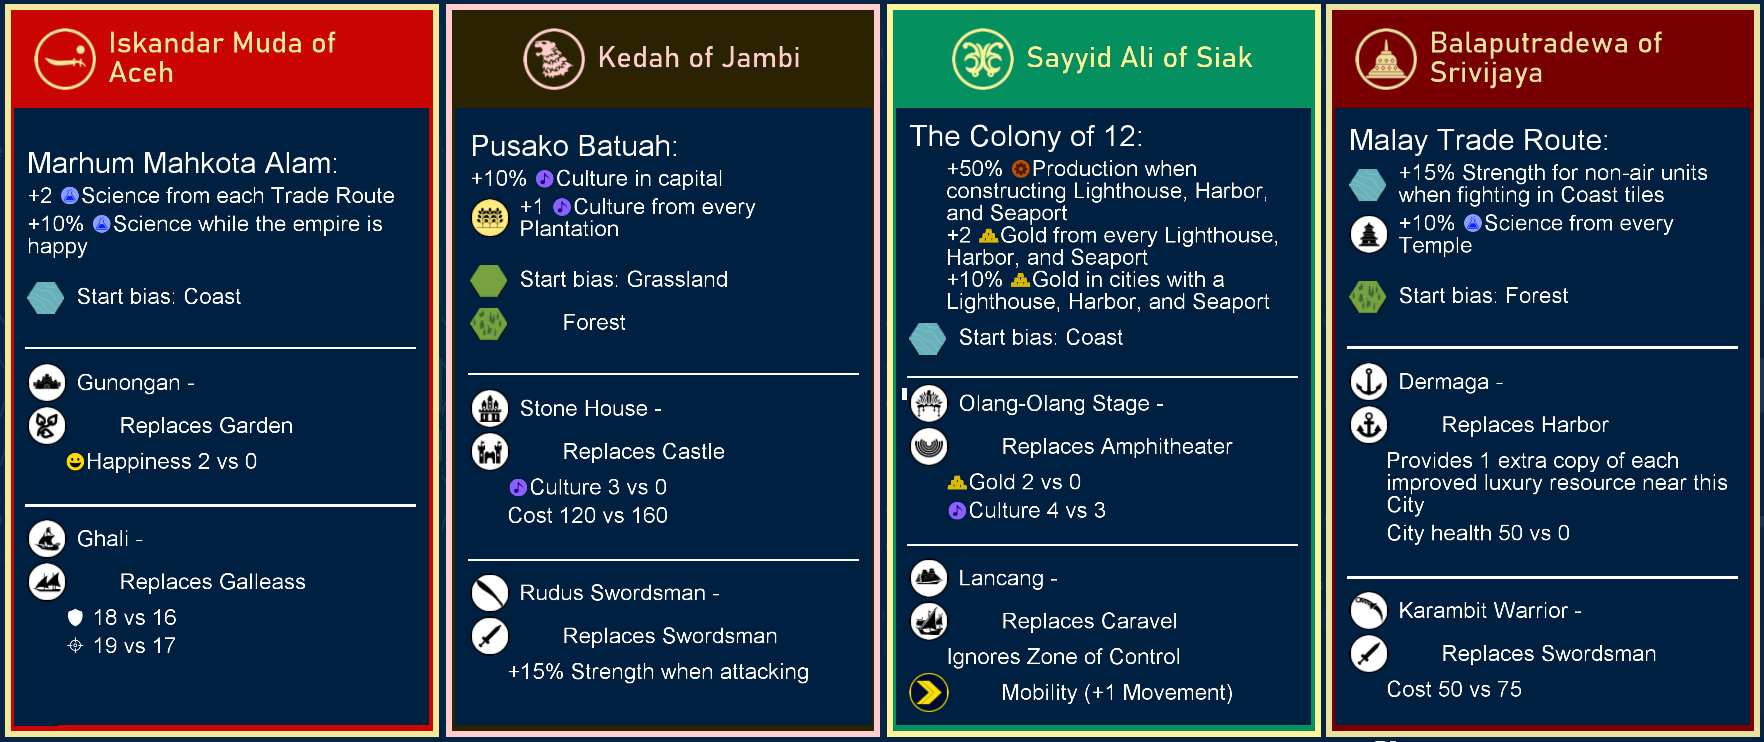 Iskandar Muda of
Aceh
Marhum Mahkota Alam:
+2 Science from each Trade Route
+10% Science while the empire is
happy
Start bias: Coast
Gunongan -
Replaces Garden
Happiness 2 vs 0
Ghali -
Replaces Galleass
18 vs 16
19 vs 17
Kedah of Jambi
Pusako Batuah:
+10% Culture in capital
+1 Culture from every
Plantation
Start bias: Grassland
Forest
Stone House -
Replaces Castle
Culture 3 vs 0
Cost 120 vs 160
Rudus Swordsman -
Replaces Swordsman
+15% Strength when attacking
Sayyid Ali of Siak
The Colony of 12:
+50% Production when
constructing Lighthouse, Harbor,
and Seaport
+2 Gold from every Lighthouse,
Harbor, and Seaport
+10% Gold in cities with a
Lighthouse, Harbor, and Seaport
Start bias: Coast
Olang-Olang Stage -
Replaces Amphitheater
Gold 2 vs 0
Culture 4 vs 3
Lancang -
Replaces Caravel
Ignores Zone of Control
Mobility (+1 Movement)
Balaputradewa of
Srivijaya
Malay Trade Route:
+15% Strength for non-air units
when fighting in Coast tiles
+10% Science from every
Temple
Start bias: Forest
Dermaga -
Replaces Harbor
Provides 1 extra copy of each
improved luxury resource near this
City
City health 50 vs 0
Karambit Warrior -
Replaces Swordsman
Cost 50 vs 75